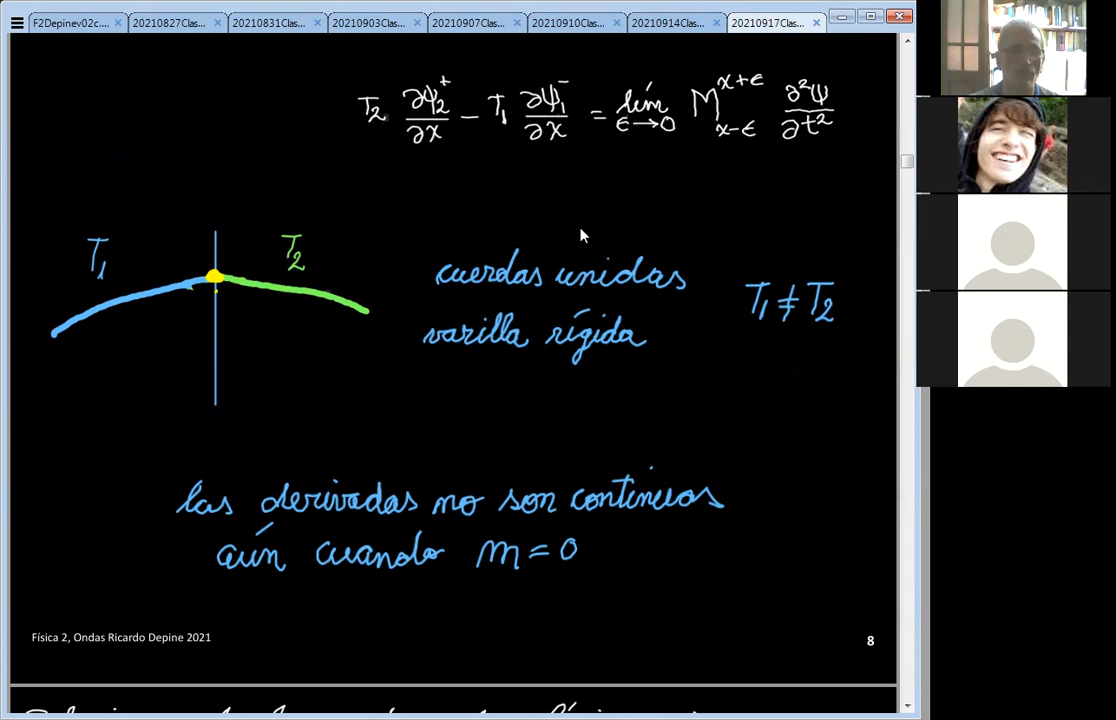 F2Depinev02c.
20210827Clas...
20210831Clas...
20210903Clas...
20210907Clas...
20210910Clas...
20210914Clas...
20210917Clas...
T₂ ∂ψ₂⁺/∂x − T₁ ∂ψ₁⁻/∂x = lím ϵ→0 M x−ϵ x+ϵ ∂²ψ/∂t²
T₁
T₂
cuerdas unidas
varilla rígida
T₁ ≠ T₂
las derivadas no son continuas
aún cuando m = 0
Física 2, Ondas Ricardo Depine 2021
8